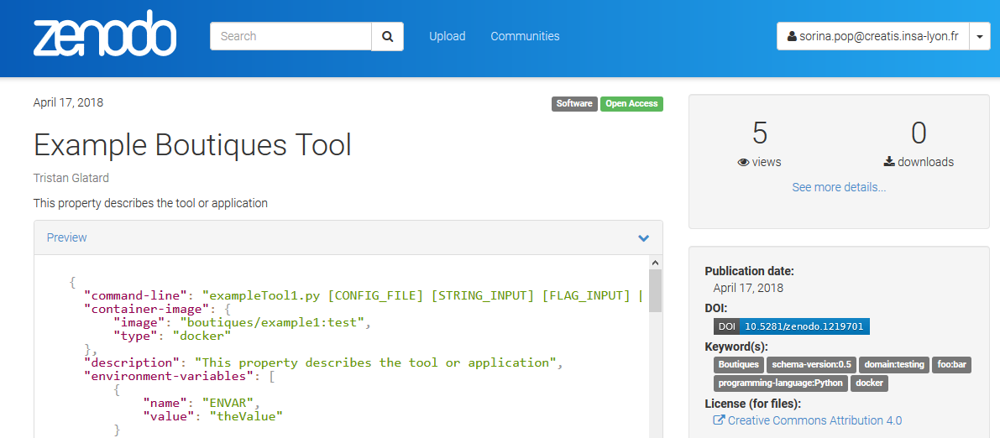 zenodo
Search
Upload
Communities
sorina.pop@creatis.insa-lyon.fr
April 17, 2018
Software
Open Access
Example Boutiques Tool
Tristan Glatard
This property describes the tool or application
Preview
{
"command-line": "exampleTool1.py [CONFIG_FILE] [STRING_INPUT] [FLAG_INPUT] |
"container-image": {
"image": "boutiques/example1:test",
"type": "docker"
},
"description": "This property describes the tool or application",
"environment-variables": [
{
"name": "ENVAR",
"value": "theValue"
}
5
views
0
downloads
See more details...
Publication date:
April 17, 2018
DOI:
DOI 10.5281/zenodo.1219701
Keyword(s):
Boutiques schema-version:0.5 domain:testing foo:bar
programming-language:Python docker
License (for files):
Creative Commons Attribution 4.0